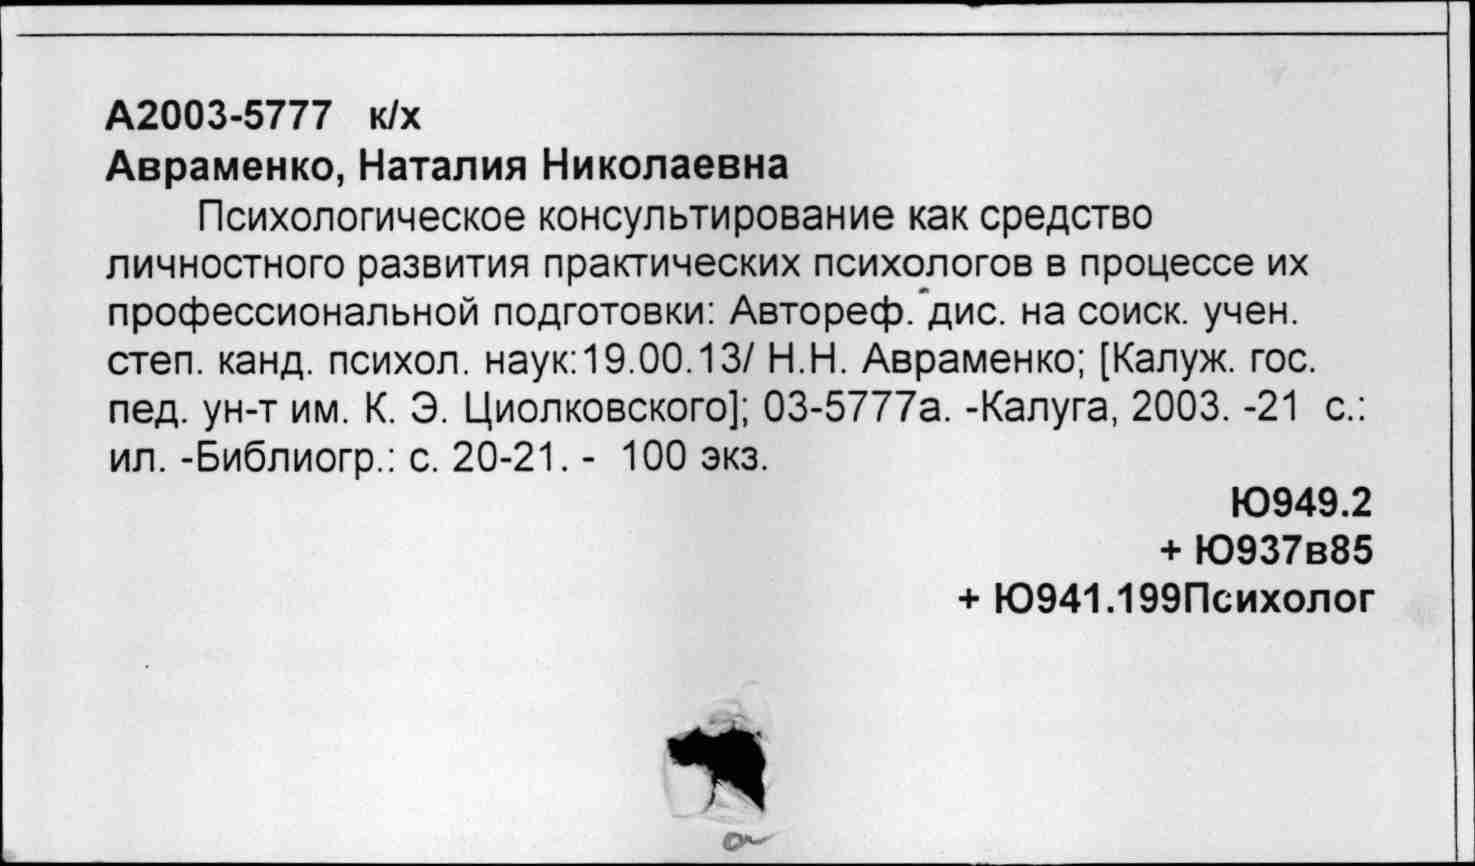 А2003-5777 к/х
Авраменко, Наталия Николаевна
Психологическое консультирование как средство
личностного развития практических психологов в процессе их
профессиональной подготовки: Автореф. дис. на соиск. учен.
степ. канд. психол. наук:19.00.13/ Н.Н. Авраменко; [Калуж. гос.
пед. ун-т им. К. Э. Циолковского]; 03-5777а. -Калуга, 2003. -21 с.:
ил. -Библиогр.: с. 20-21. - 100 экз.
Ю949.2
+ Ю937в85
+ Ю941.199Психолог